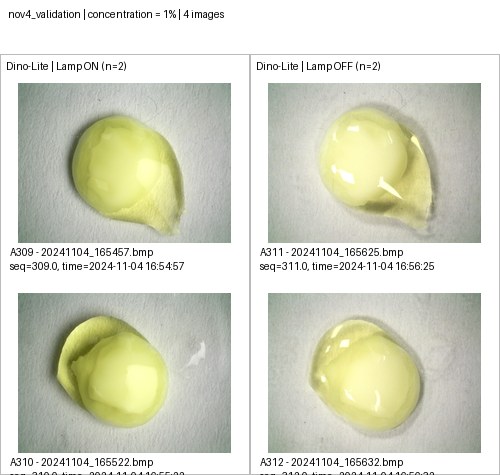 nov4_validation | concentration = 1% | 4 images
Dino-Lite | Lamp ON (n=2)
Dino-Lite | Lamp OFF (n=2)
A309 - 20241104_165457.bmp
seq=309.0, time=2024-11-04 16:54:57
A311 - 20241104_165625.bmp
seq=311.0, time=2024-11-04 16:56:25
A310 - 20241104_165522.bmp
A312 - 20241104_165632.bmp